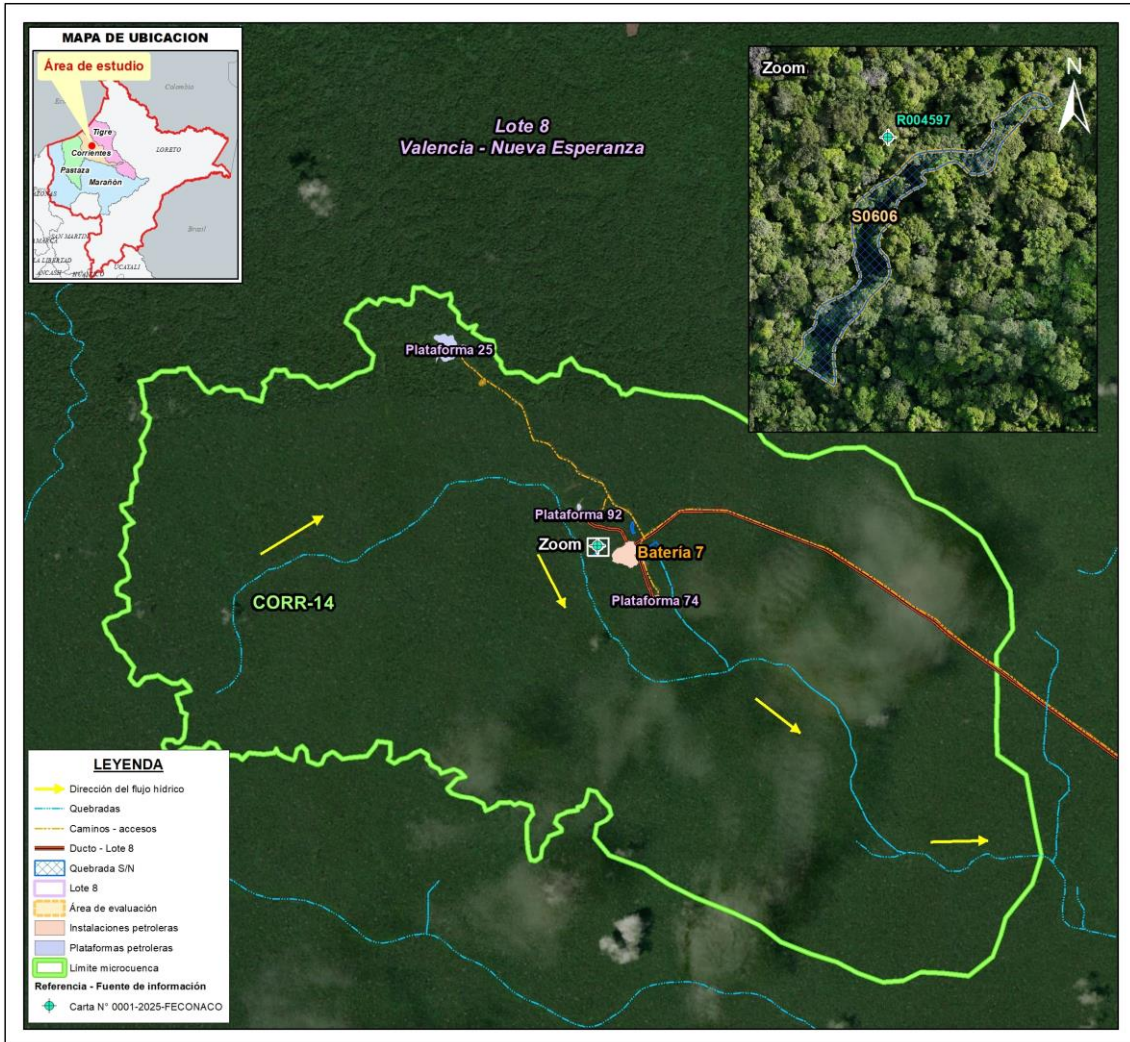 MAPA DE UBICACION
Área de estudio
Colombia
Tigre
LORETO
Corrientes
Pastaza
Marañón
Brasil
SAN MARTIN
LA LIBERTAD
UCAYALI
ANCASH
Lote 8
Valencia - Nueva Esperanza
Zoom
N
R004597
S0606
Plataforma 25
Plataforma 92
Zoom
Batería 7
Plataforma 74
CORR-14
LEYENDA
Dirección del flujo hídrico
Quebradas
Caminos - accesos
Ducto - Lote 8
Quebrada S/N
Lote 8
Área de evaluación
Instalaciones petroleras
Plataformas petroleras
Límite microcuenca
Referencia - Fuente de información
Carta N° 0001-2025-FECONACO